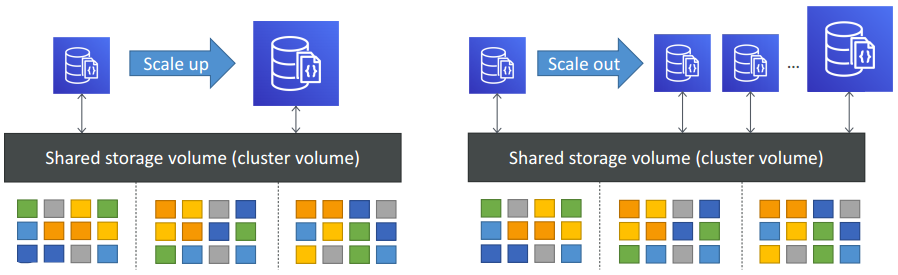 Scale up
Shared storage volume (cluster volume)
Scale out
...
Shared storage volume (cluster volume)